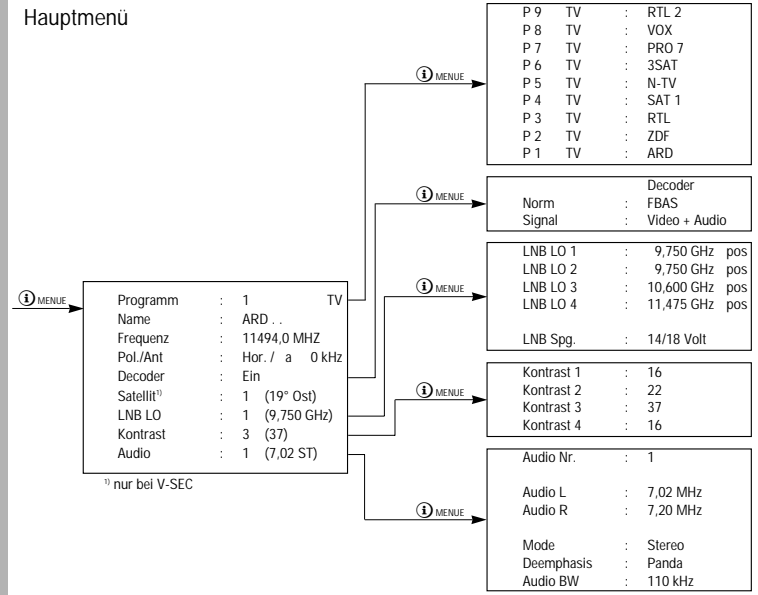 Hauptmenü
i MENUE
Programm : 1 TV
Name : ARD . .
Frequenz : 11494,0 MHZ
Pol./Ant : Hor. / a 0 kHz
Decoder : Ein
Satellit¹⁾ : 1 (19° Ost)
LNB LO : 1 (9,750 GHz)
Kontrast : 3 (37)
Audio : 1 (7,02 ST)
¹⁾ nur bei V-SEC
i MENUE
P 9 TV : RTL 2
P 8 TV : VOX
P 7 TV : PRO 7
P 6 TV : 3SAT
P 5 TV : N-TV
P 4 TV : SAT 1
P 3 TV : RTL
P 2 TV : ZDF
P 1 TV : ARD
i MENUE
Decoder
Norm : FBAS
Signal : Video + Audio
i MENUE
LNB LO 1 : 9,750 GHz pos
LNB LO 2 : 9,750 GHz pos
LNB LO 3 : 10,600 GHz pos
LNB LO 4 : 11,475 GHz pos
LNB Spg. : 14/18 Volt
i MENUE
Kontrast 1 : 16
Kontrast 2 : 22
Kontrast 3 : 37
Kontrast 4 : 16
i MENUE
Audio Nr. : 1
Audio L : 7,02 MHz
Audio R : 7,20 MHz
Mode : Stereo
Deemphasis : Panda
Audio BW : 110 kHz